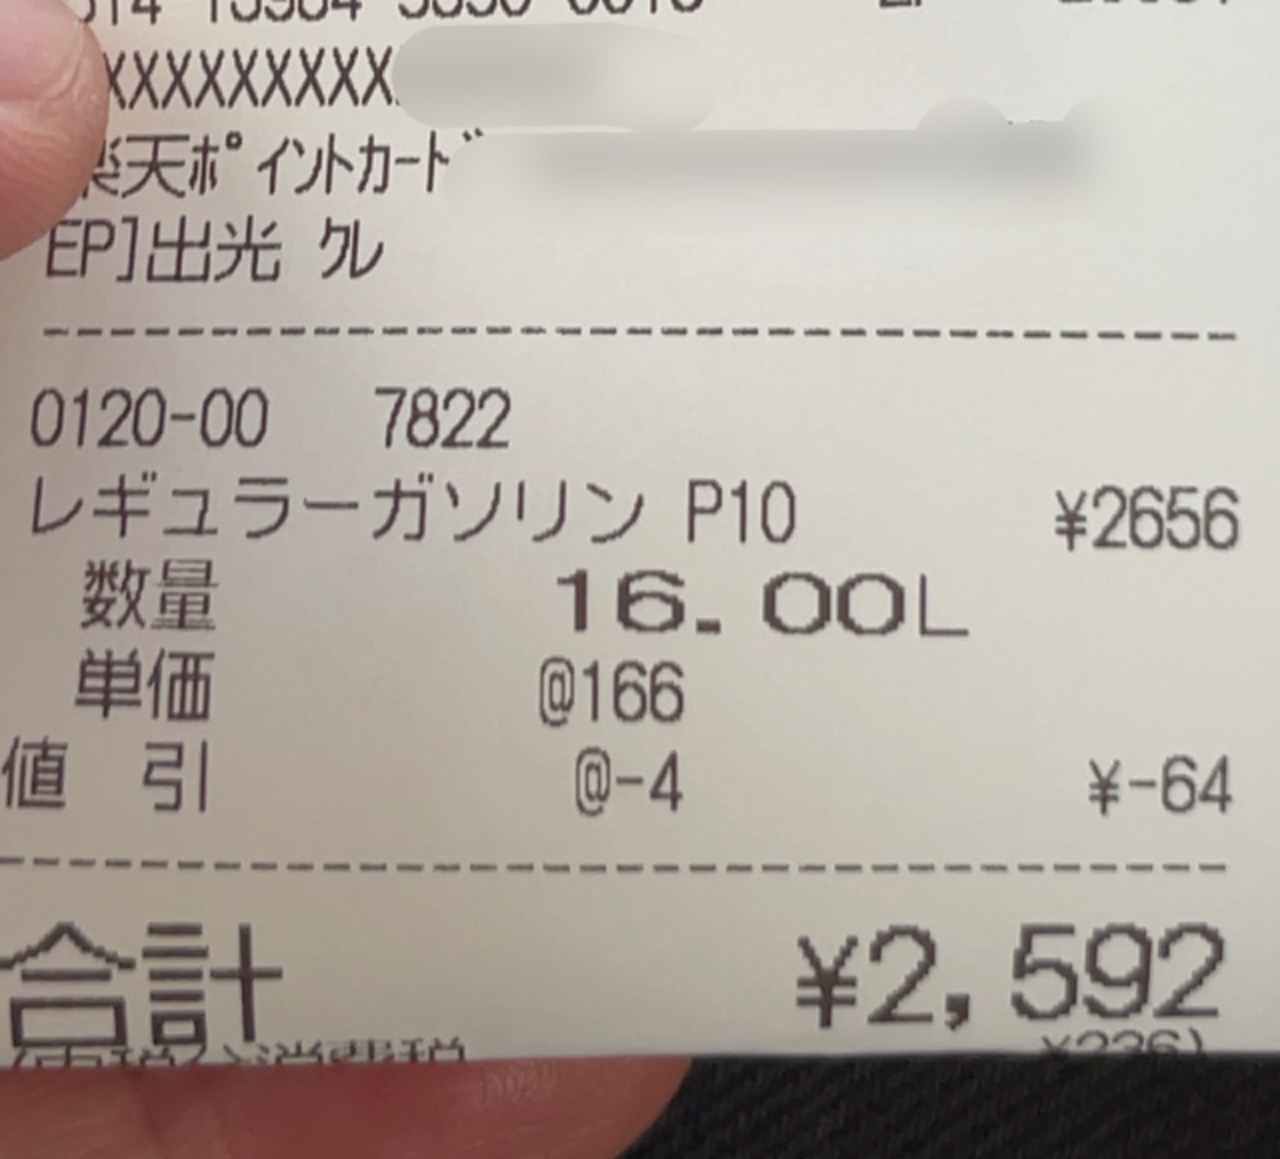 XXXXXXXXXX
楽天ﾎﾟｲﾝﾄｶｰﾄﾞ
EP]出光 ｸﾚ
0120-00 7822
レギュラーガソリン P10 ¥2656
数量 16.00L
単価 @166
値 引 @-4 ¥-64
合計 ¥2,592
¥236)